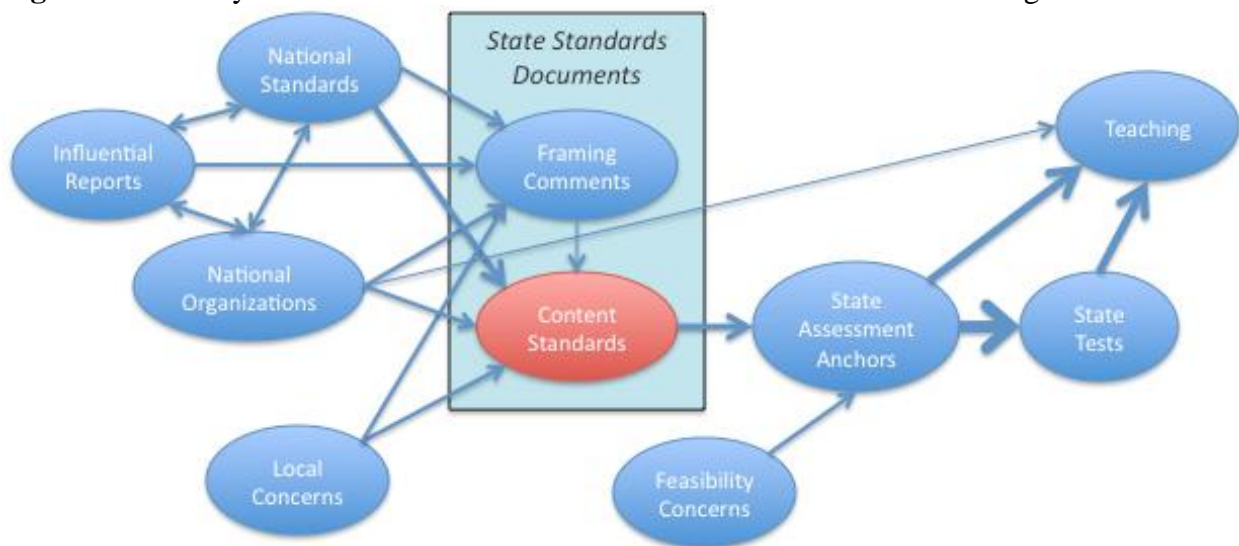 State Standards
Documents
National
Standards
Influential
Reports
National
Organizations
Framing
Comments
Content
Standards
Local
Concerns
Teaching
State
Assessment
Anchors
State
Tests
Feasibility
Concerns